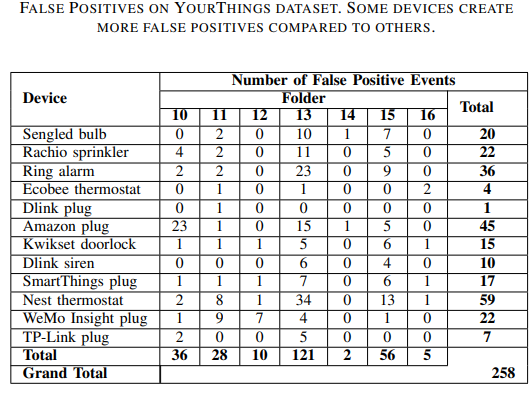 FALSE POSITIVES ON YOURTHINGS DATASET. SOME DEVICES CREATE
MORE FALSE POSITIVES COMPARED TO OTHERS.
Device Number of False Positive Events
Folder Total
10 11 12 13 14 15 16
Sengled bulb 0 2 0 10 1 7 0 20
Rachio sprinkler 4 2 0 11 0 5 0 22
Ring alarm 2 2 0 23 0 9 0 36
Ecobee thermostat 0 1 0 1 0 0 2 4
Dlink plug 0 1 0 0 0 0 0 1
Amazon plug 23 1 0 15 1 5 0 45
Kwikset doorlock 1 1 1 5 0 6 1 15
Dlink siren 0 0 0 6 0 4 0 10
SmartThings plug 1 1 1 7 0 6 1 17
Nest thermostat 2 8 1 34 0 13 1 59
WeMo Insight plug 1 9 7 4 0 1 0 22
TP-Link plug 2 0 0 5 0 0 0 7
Total 36 28 10 121 2 56 5
Grand Total 258